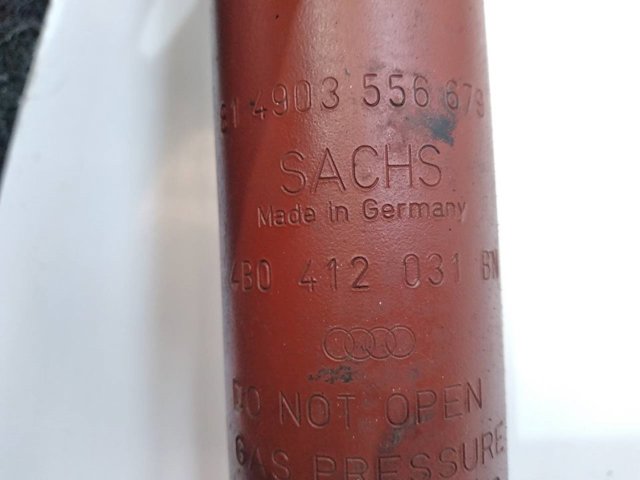 4903 556 679
SACHS
Made in Germany
4B0 412 031 BN
DO NOT OPEN
GAS PRESSURE